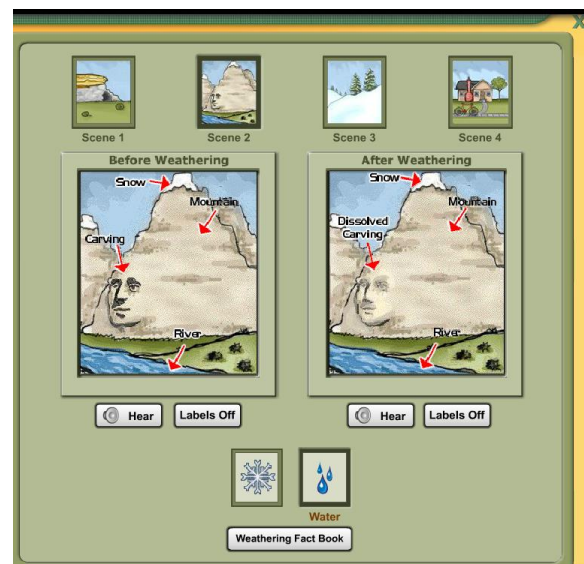 X
Scene 1
Scene 2
Scene 3
Scene 4
Before Weathering
Snow
Mountain
Carving
River
After Weathering
Snow
Mountain
Dissolved
Carving
River
Hear
Labels Off
Hear
Labels Off
Water
Weathering Fact Book